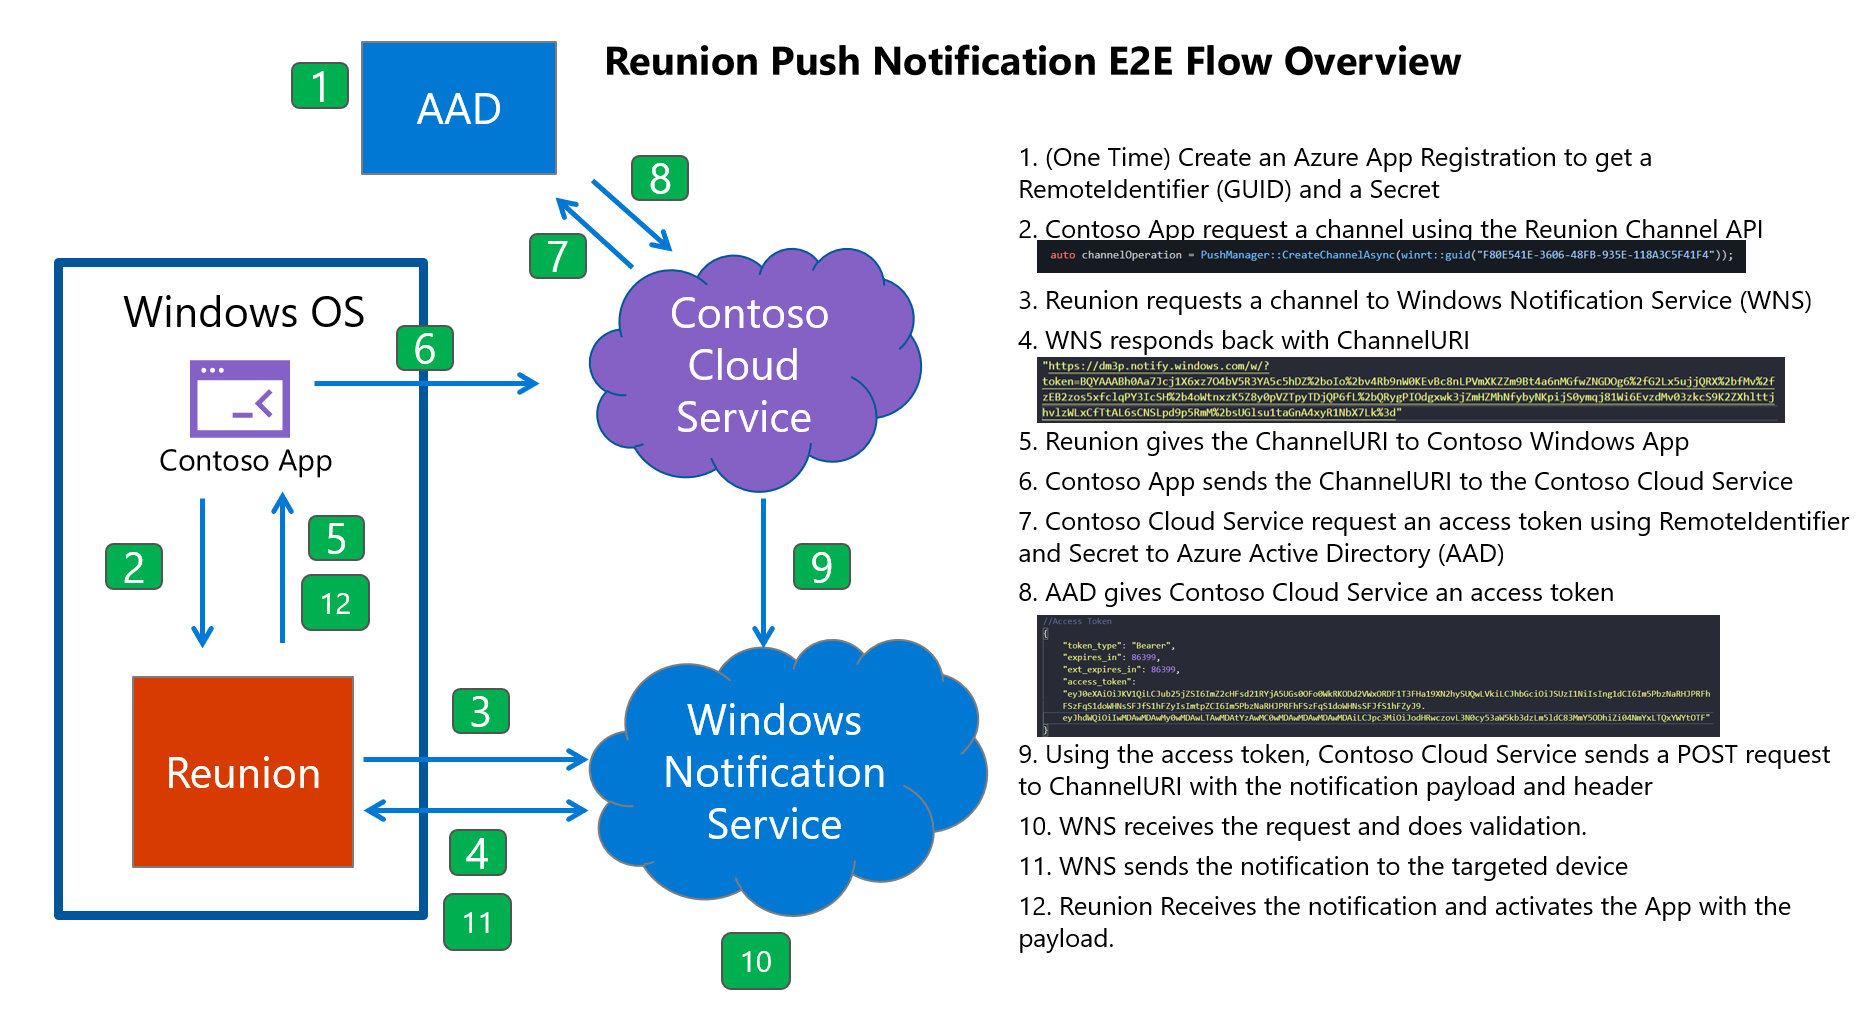 Reunion Push Notification E2E Flow Overview
1
AAD
8
7
Windows OS
6
Contoso App
Contoso
Cloud
Service
2
5
12
9
Reunion
3
4
11
Windows
Notification
Service
10
1. (One Time) Create an Azure App Registration to get a
RemoteIdentifier (GUID) and a Secret
2. Contoso App request a channel using the Reunion Channel API
auto channelOperation = PushManager::CreateChannelAsync(winrt::guid("F80E541E-3606-48FB-935E-118A3C5F41F4"));
3. Reunion requests a channel to Windows Notification Service (WNS)
4. WNS responds back with ChannelURI
"https://dm3p.notify.windows.com/w/?
5. Reunion gives the ChannelURI to Contoso Windows App
6. Contoso App sends the ChannelURI to the Contoso Cloud Service
7. Contoso Cloud Service request an access token using RemoteIdentifier
and Secret to Azure Active Directory (AAD)
8. AAD gives Contoso Cloud Service an access token
//Access Token
{
"token_type": "Bearer",
"expires_in": 86399,
"ext_expires_in": 86399,
"access_token":
}
9. Using the access token, Contoso Cloud Service sends a POST request
to ChannelURI with the notification payload and header
10. WNS receives the request and does validation.
11. WNS sends the notification to the targeted device
12. Reunion Receives the notification and activates the App with the
payload.